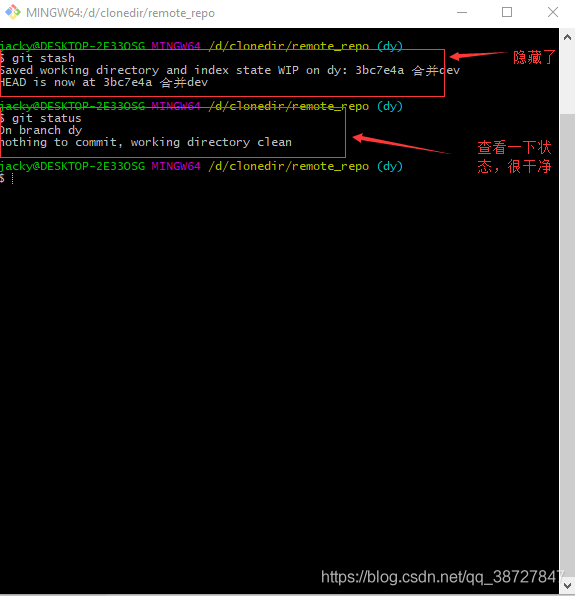 MINGW64:/d/clonedir/remote_repo
jacky@DESKTOP-2E33OSG MINGW64 /d/clonedir/remote_repo (dy)
$ git stash
Saved working directory and index state WIP on dy: 3bc7e4a 合并dev
HEAD is now at 3bc7e4a 合并dev
隐藏了
jacky@DESKTOP-2E33OSG MINGW64 /d/clonedir/remote_repo (dy)
$ git status
On branch dy
nothing to commit, working directory clean
查看一下状
态，很干净
jacky@DESKTOP-2E33OSG MINGW64 /d/clonedir/remote_repo (dy)
$
https://blog.csdn.net/qq_38727847